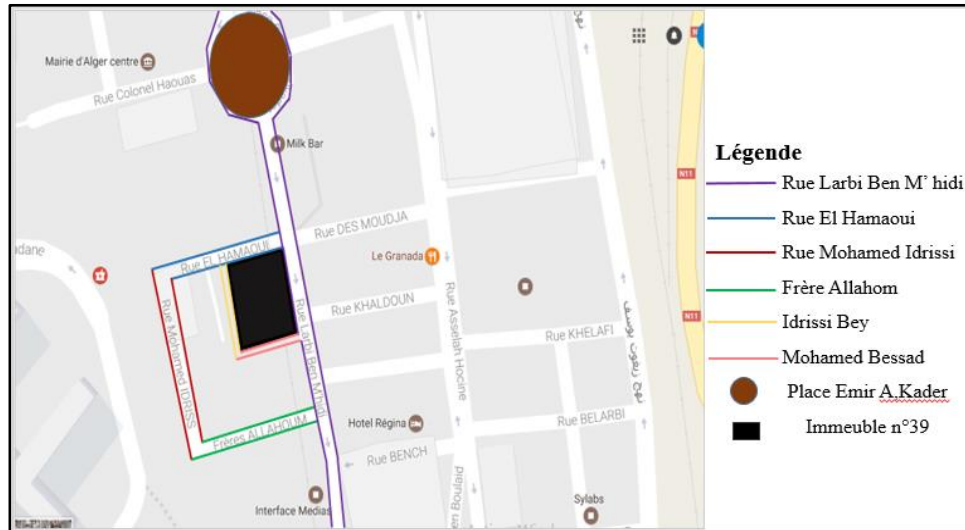 Mairie d'Alger centre
Rue Colonel Haouas
Milk Bar
N11
Rue DES MOUDJA
Rue EL HAMAOUI
Le Granada
Rue Mohamed IDRISS
Rue Larbi Ben M'hidi
Rue KHALDOUN
Rue Asselah Hocine
نهج زيغوت يوسف
N11
Rue KHELAFI
Frères ALLAHOUM
Hotel Régina
Rue BELARBI
Rue BENCH
Interface Medias
Sylabs
Légende
Rue Larbi Ben M’ hidi
Rue El Hamaoui
Rue Mohamed Idrissi
Frère Allahom
Idrissi Bey
Mohamed Bessad
Place Emir A,Kader
Immeuble n°39